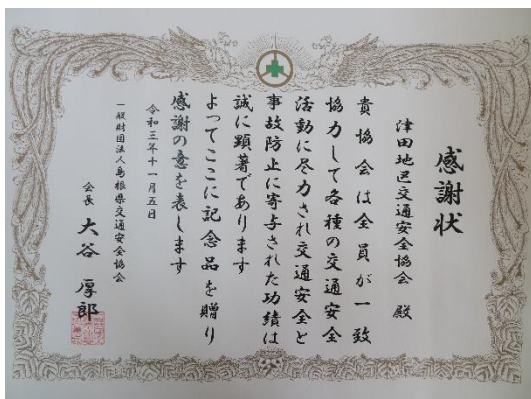 感謝状
津田地区交通安全協会 殿
貴協会は全員が一致
協力して各種の交通安全
活動に尽力され交通安全と
事故防止に寄与された功績は
誠に顕著であります
よってここに記念品を贈り
感謝の意を表します
令和三年十一月五日
一般財団法人島根県交通安全協会
会長 大谷厚郎